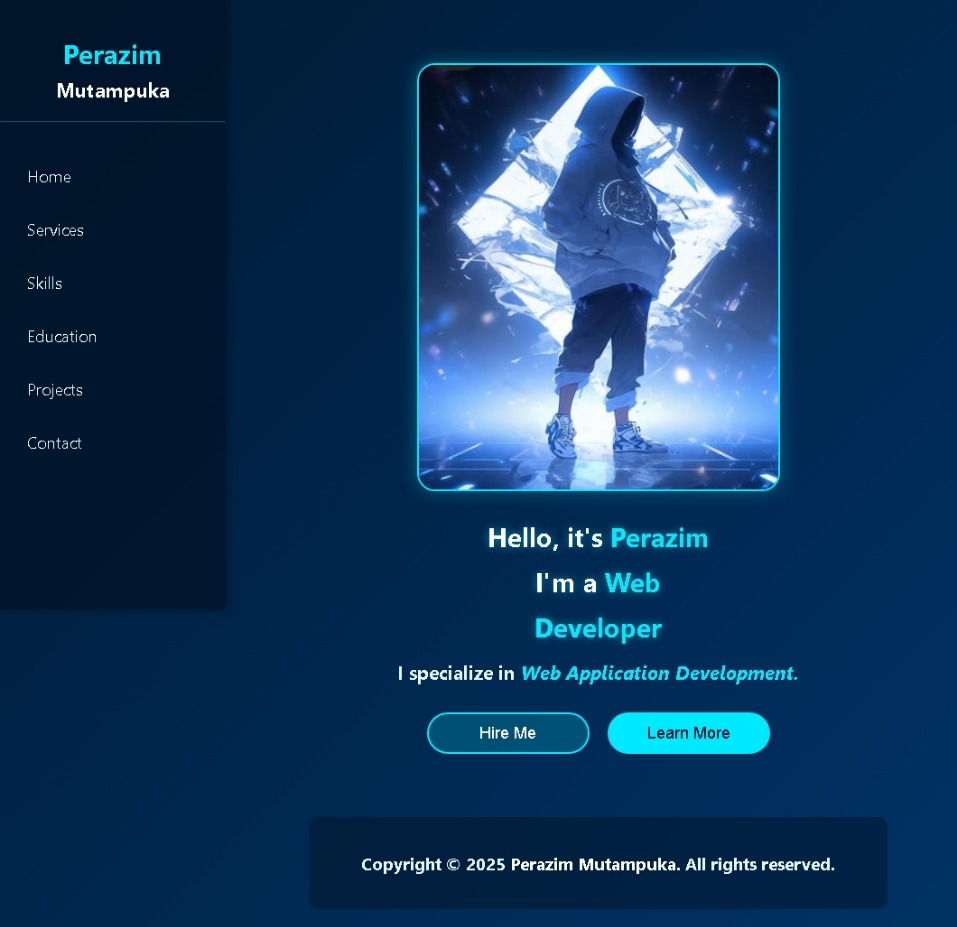 Perazim
Mutampuka
Home
Services
Skills
Education
Projects
Contact
Hello, it's Perazim
I'm a Web
Developer
I specialize in Web Application Development.
Hire Me
Learn More
Copyright © 2025 Perazim Mutampuka. All rights reserved.